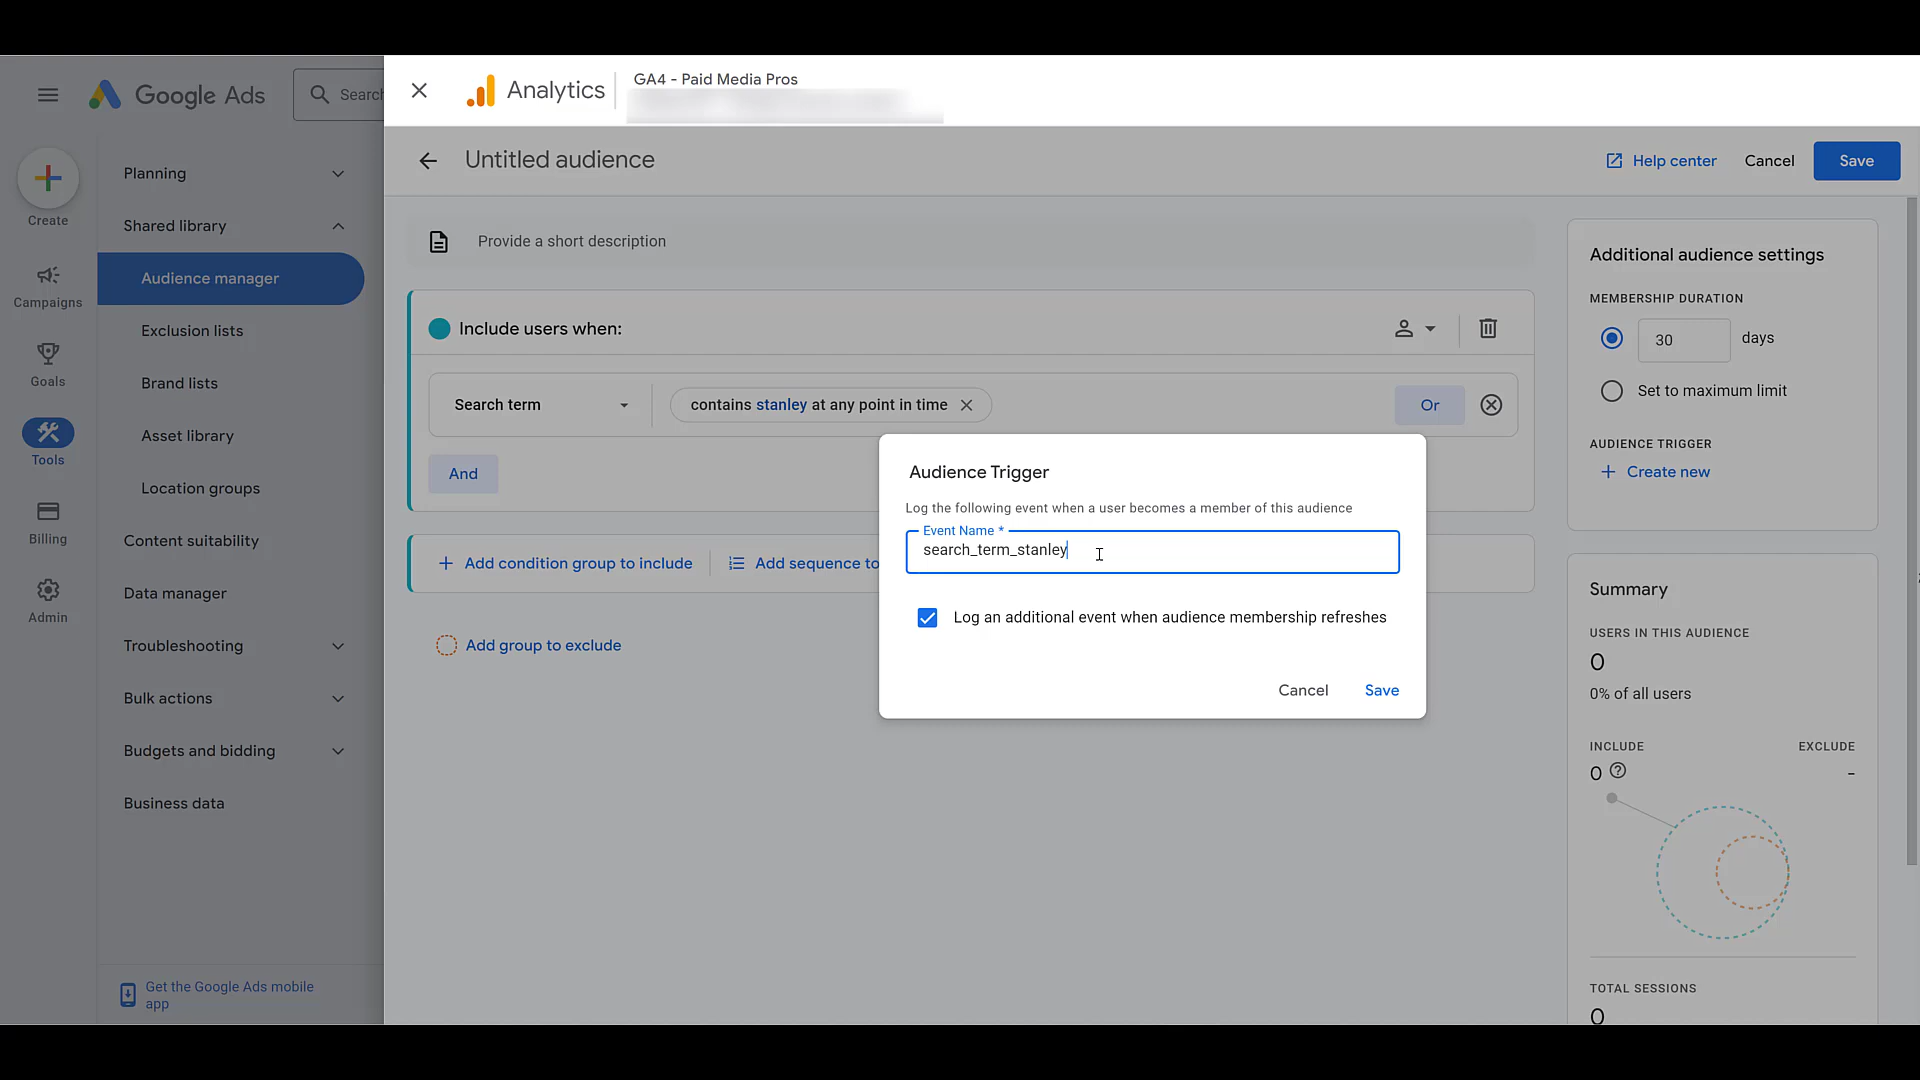 Google Ads
Search
Create
Campaigns
Goals
Tools
Billing
Admin
Planning
Shared library
Audience manager
Exclusion lists
Brand lists
Asset library
Location groups
Content suitability
Data manager
Troubleshooting
Bulk actions
Budgets and bidding
Business data
Get the Google Ads mobile
app
Analytics
GA4 - Paid Media Pros
Untitled audience
Help center
Cancel
Save
Provide a short description
Include users when:
Search term
contains stanley at any point in time
Or
And
Add condition group to include
Add sequence to
Add group to exclude
Audience Trigger
Log the following event when a user becomes a member of this audience
Event Name *
search_term_stanley
Log an additional event when audience membership refreshes
Cancel
Save
Additional audience settings
MEMBERSHIP DURATION
30 days
Set to maximum limit
AUDIENCE TRIGGER
+ Create new
Summary
USERS IN THIS AUDIENCE
0
0% of all users
INCLUDE
EXCLUDE
0
-
TOTAL SESSIONS
0